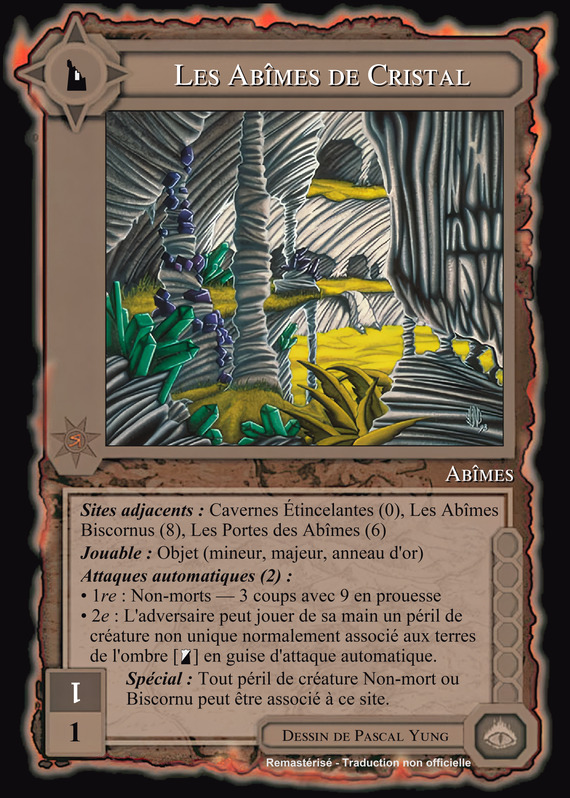 Les Abîmes de Cristal
Abîmes
Sites adjacents : Cavernes Étincelantes (0), Les Abîmes
Biscornus (8), Les Portes des Abîmes (6)
Jouable : Objet (mineur, majeur, anneau d'or)
Attaques automatiques (2) :
• 1re : Non-morts — 3 coups avec 9 en prouesse
• 2e : L'adversaire peut jouer de sa main un péril de
créature non unique normalement associé aux terres
de l'ombre [ ] en guise d'attaque automatique.
Spécial : Tout péril de créature Non-mort ou
Biscornu peut être associé à ce site.
1
1
Dessin de Pascal Yung
Remastérisé - Traduction non officielle